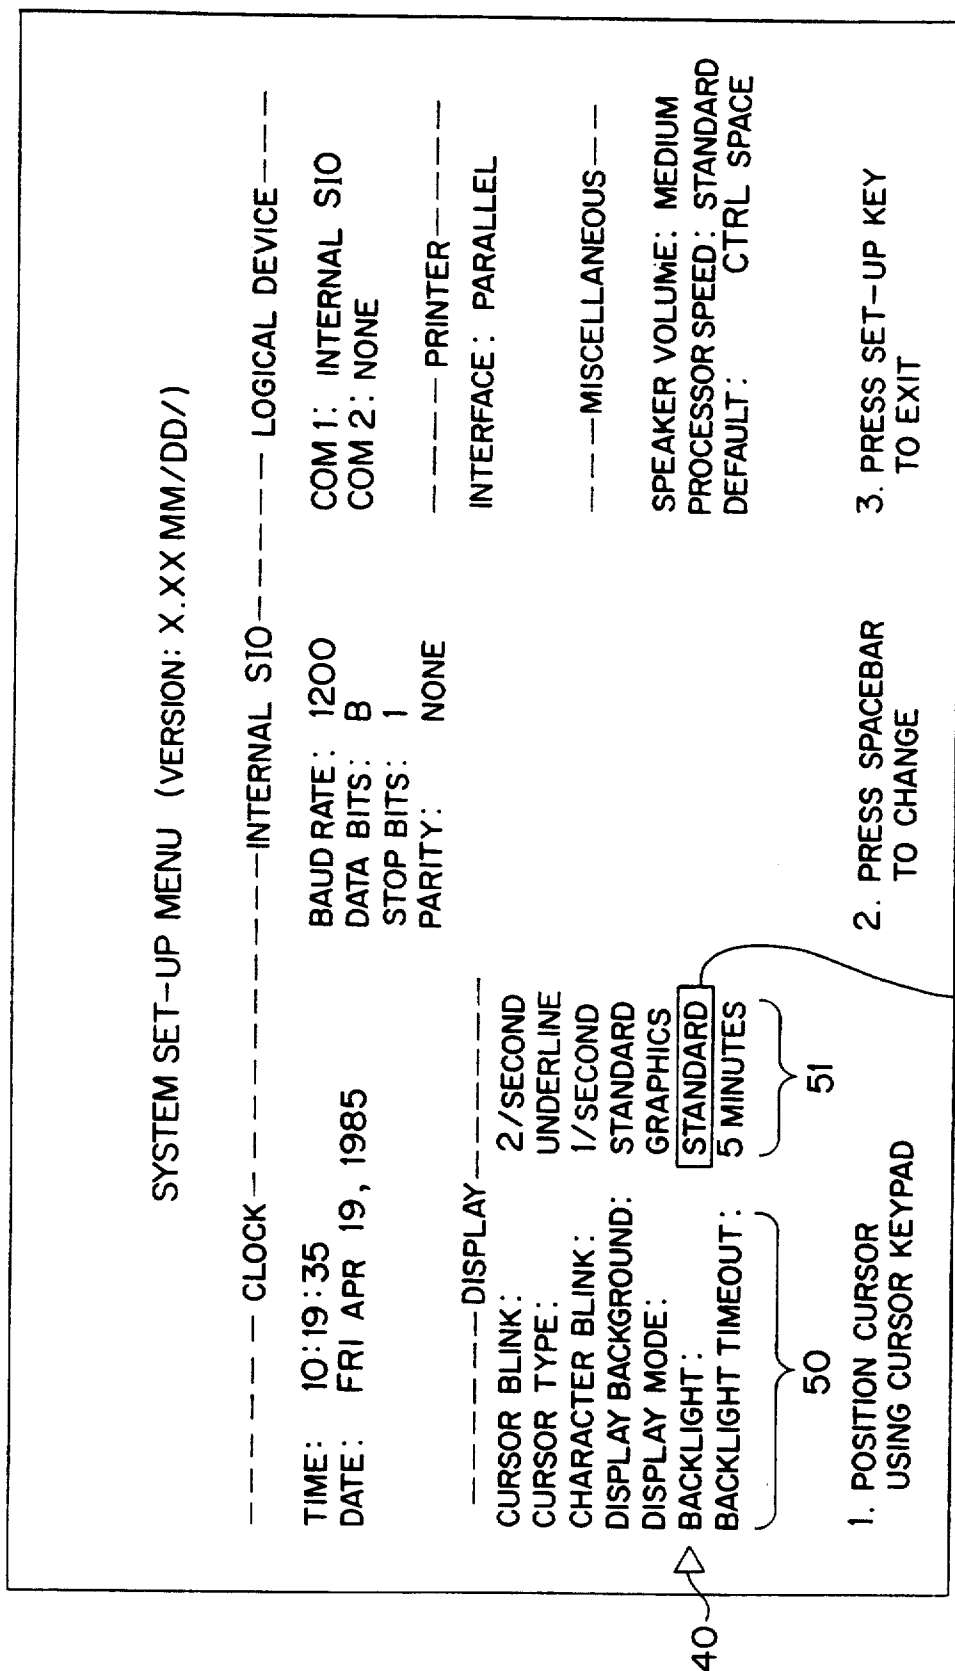 SYSTEM SET-UP MENU (VERSION: X.XX MM/DD/)
CLOCK
INTERNAL SIO
LOGICAL DEVICE
TIME: 10:19:35
DATE: FRI APR 19, 1985
BAUD RATE: 1200
DATA BITS: B
STOP BITS: 1
PARITY: NONE
COM 1: INTERNAL SIO
COM 2: NONE
PRINTER
INTERFACE: PARALLEL
DISPLAY
CURSOR BLINK: 2/SECOND
CURSOR TYPE: UNDERLINE
CHARACTER BLINK: 1/SECOND
DISPLAY BACKGROUND: STANDARD
DISPLAY MODE: GRAPHICS
BACKLIGHT: STANDARD
BACKLIGHT TIMEOUT: 5 MINUTES
MISCELLANEOUS
SPEAKER VOLUME: MEDIUM
PROCESSOR SPEED: STANDARD
DEFAULT: CTRL SPACE
40
50
51
1. POSITION CURSOR
USING CURSOR KEYPAD
2. PRESS SPACEBAR
TO CHANGE
3. PRESS SET-UP KEY
TO EXIT